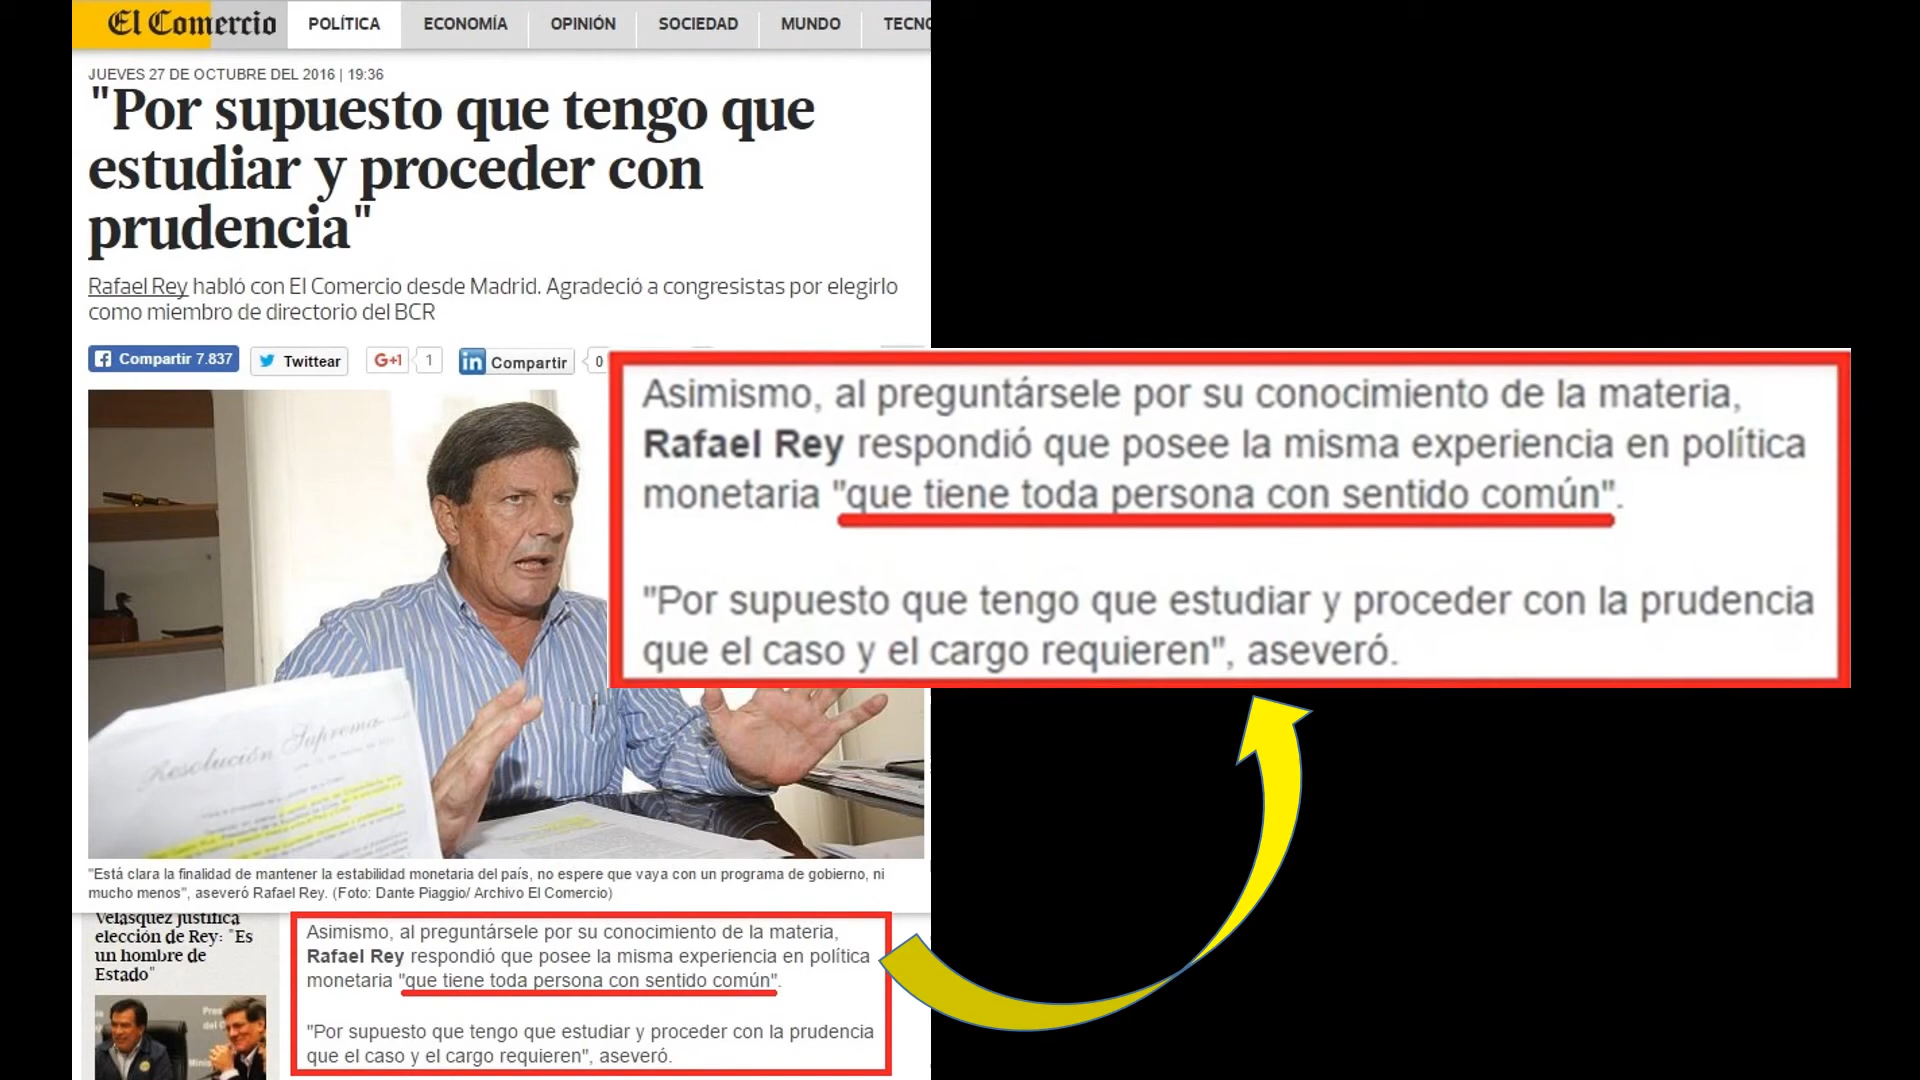 El Comercio
POLÍTICA
ECONOMÍA
OPINIÓN
SOCIEDAD
MUNDO
TECNO
JUEVES 27 DE OCTUBRE DEL 2016 | 19:36
"Por supuesto que tengo que
estudiar y proceder con
prudencia"
Rafael Rey habló con El Comercio desde Madrid. Agradeció a congresistas por elegirlo
como miembro de directorio del BCR
Compartir 7.837
Twittear
G+1
1
in Compartir
0
Resolución Suprema
"Está clara la finalidad de mantener la estabilidad monetaria del país, no espere que vaya con un programa de gobierno, ni
mucho menos", aseveró Rafael Rey. (Foto: Dante Piaggio/ Archivo El Comercio)
Velásquez justifica
elección de Rey: "Es
un hombre de
Estado"
Asimismo, al preguntársele por su conocimiento de la materia,
Rafael Rey respondió que posee la misma experiencia en política
monetaria "que tiene toda persona con sentido común".
"Por supuesto que tengo que estudiar y proceder con la prudencia
que el caso y el cargo requieren", aseveró.
Asimismo, al preguntársele por su conocimiento de la materia,
Rafael Rey respondió que posee la misma experiencia en política
monetaria "que tiene toda persona con sentido común".
"Por supuesto que tengo que estudiar y proceder con la prudencia
que el caso y el cargo requieren", aseveró.